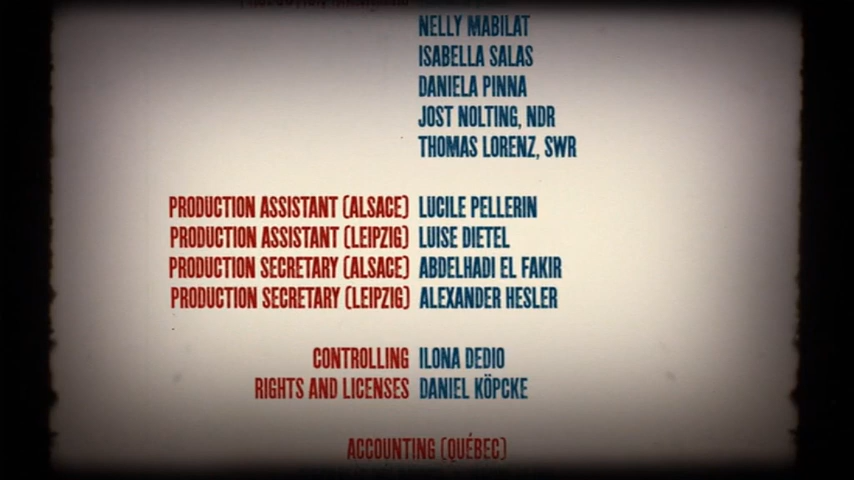 NELLY MABILAT
ISABELLA SALAS
DANIELA PINNA
JOST NOLTING, NDR
THOMAS LORENZ, SWR
PRODUCTION ASSISTANT (ALSACE) LUCILE PELLERIN
PRODUCTION ASSISTANT (LEIPZIG) LUISE DIETEL
PRODUCTION SECRETARY (ALSACE) ABDELHADI EL FAKIR
PRODUCTION SECRETARY (LEIPZIG) ALEXANDER HESLER
CONTROLLING ILONA DEDIO
RIGHTS AND LICENSES DANIEL KÖPCKE
ACCOUNTING (QUÉBEC)